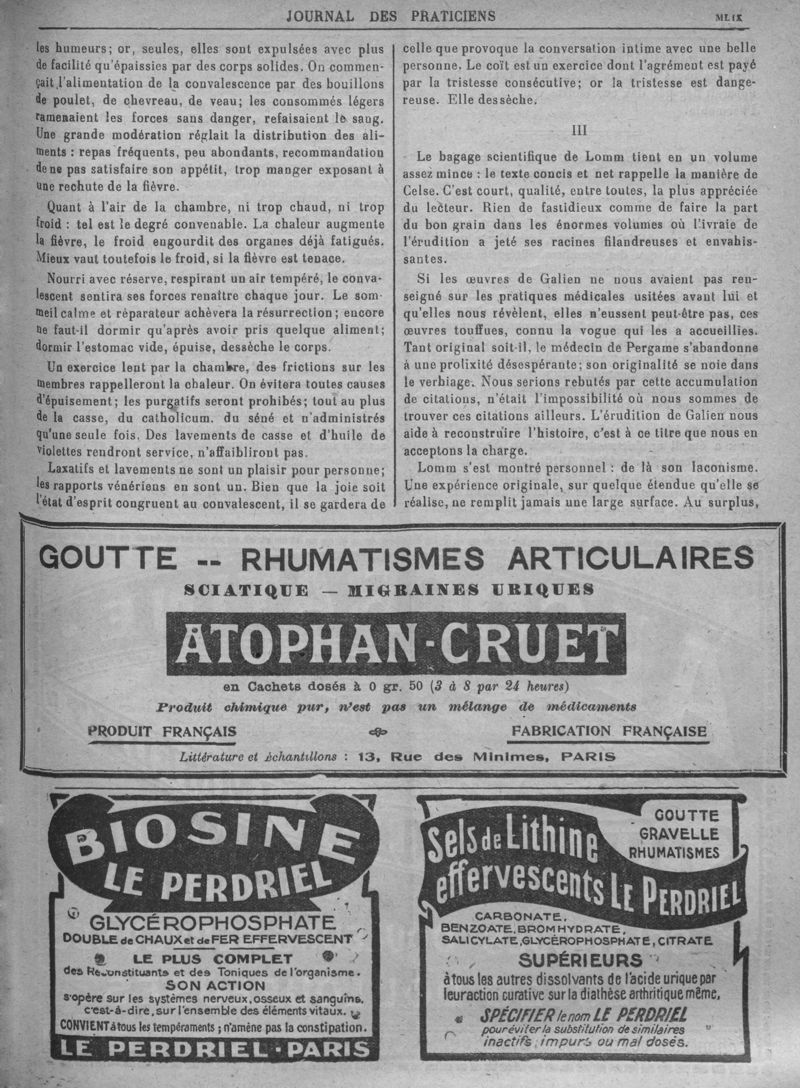 JOURNAL DES PRATICIENS
MLIX
les humeurs; or, seules, elles sont expulsées avec plus
de facilité qu'épaissies par des corps solides. On commen-
çait l'alimentation de la convalescence par des bouillons
de poulet, de chevreau, de veau; les consommés légers
ramenaient les forces sans danger, refaisaient le sang.
Une grande modération réglait la distribution des ali-
ments : repas fréquents, peu abondants, recommandation
de ne pas satisfaire son appétit, trop manger exposant à
une rechute de la fièvre.
Quant à l'air de la chambre, ni trop chaud, ni trop
froid : tel est le degré convenable. La chaleur augmente
la fièvre, le froid engourdit des organes déjà fatigués.
Mieux vaut toutefois le froid, si la fièvre est tenace.
Nourri avec réserve, respirant un air tempéré, le conva-
lescent sentira ses forces renaître chaque jour. Le som-
meil calme et réparateur achèvera la résurrection; encore
ne faut-il dormir qu'après avoir pris quelque aliment;
dormir l'estomac vide, épuise, dessèche le corps.
Un exercice lent par la chambre, des frictions sur les
membres rappelleront la chaleur. On évitera toutes causes
d'épuisement; les purgatifs seront prohibés; tout au plus
de la casse, du catholicum. du séné et n'administrés
qu'une seule fois. Des lavements de casse et d'huile de
violettes rendront service, n'affaibliront pas.
Laxatifs et lavements ne sont un plaisir pour personne;
les rapports vénériens en sont un. Bien que la joie soit
l'état d'esprit congruent au convalescent, il se gardera de
celle que provoque la conversation intime avec une belle
personne. Le coït est un exercice dont l'agrément est payé
par la tristesse consécutive; or la tristesse est dange-
reuse. Elle dessèche.
III
Le bagage scientifique de Lomm tient en un volume
assez mince : le texte concis et net rappelle la manière de
Celse. C'est court, qualité, entre toutes, la plus appréciée
du lecteur. Rien de fastidieux comme de faire la part
du bon grain dans les énormes volumes où l'ivraie de
l'érudition a jeté ses racines filandreuses et envahis-
santes.
Si les œuvres de Galien ne nous avaient pas ren-
seigné sur les pratiques médicales usitées avant lui et
qu'elles nous révèlent, elles n'eussent peut-être pas, ces
œuvres touffues, connu la vogue qui les a accueillies.
Tant original soit-il, le médecin de Pergame s'abandonne
à une prolixité désespérante; son originalité se noie dans
le verbiage. Nous serions rebutés par cette accumulation
de citations, n'était l'impossibilité où nous sommes de
trouver ces citations ailleurs. L'érudition de Galien nous
aide à reconstruire l'histoire, c'est à ce titre que nous en
acceptons la charge.
Lomm s'est montré personnel : de là son laconisme.
Une expérience originale, sur quelque étendue qu'elle se
réalise, ne remplit jamais une large surface. Au surplus,
GOUTTE -- RHUMATISMES ARTICULAIRES
SCIATIQUE — MIGRAINES URIQUES
ATOPHAN-CRUET
en Cachets dosés à 0 gr. 50 (3 à 8 par 24 heures)
Produit chimique pur, n'est pas un mélange de médicaments
PRODUIT FRANÇAIS
FABRICATION FRANÇAISE
Littérature et échantillons : 13, Rue des Minimes, PARIS
BIOSINE
LE PERDRIEL
GLYCÉROPHOSPHATE
DOUBLE de CHAUX et de FER EFFERVESCENT
LE PLUS COMPLET
des Reconstituants et des Toniques de l'organisme.
SON ACTION
s'opère sur les systèmes nerveux, osseux et sanguins,
c'est-à-dire, sur l'ensemble des éléments vitaux.
CONVIENT à tous les tempéraments ; n'amène pas la constipation.
LE PERDRIEL-PARIS
Sels de Lithine
effervescents LE PERDRIEL
GOUTTE
GRAVELLE
RHUMATISMES
CARBONATE,
BENZOATE, BROMHYDRATE,
SALICYLATE, GLYCÉROPHOSPHATE, CITRATE
SUPÉRIEURS
à tous les autres dissolvants de l'acide urique par
leur action curative sur la diathèse arthritique même,
SPÉCIFIER le nom LE PERDRIEL
pour éviter la substitution de similaires
inactifs, impurs ou mal dosés.